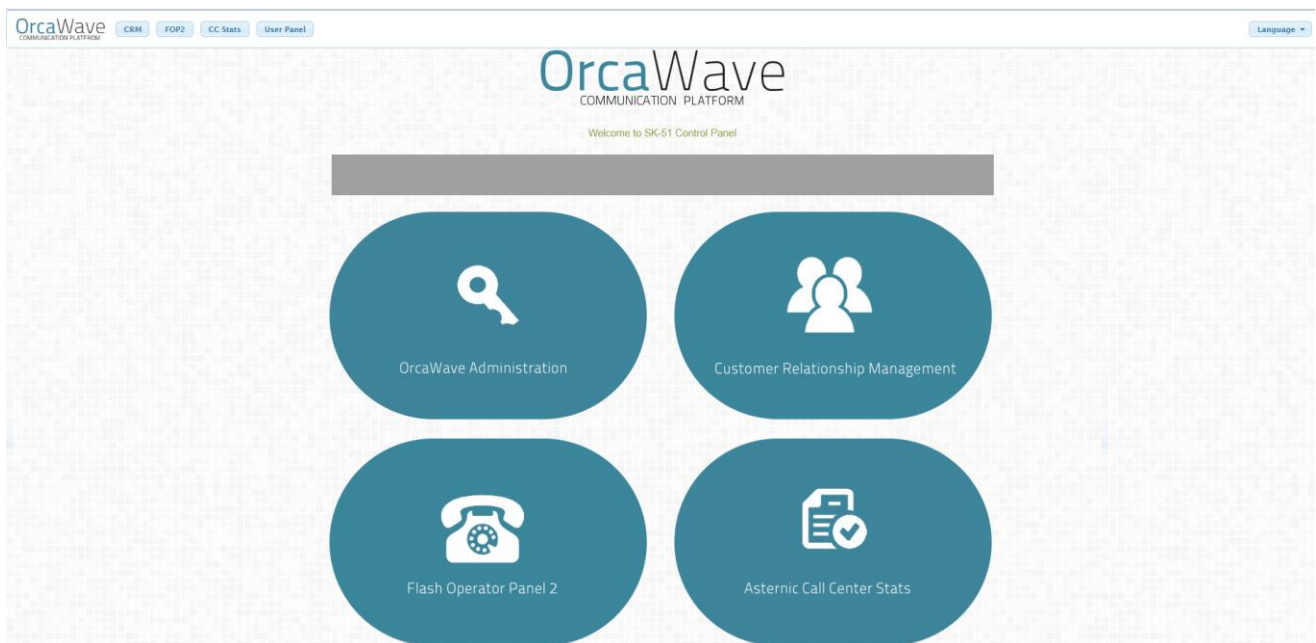 OrcaWave
COMMUNICATION PLATFROM
CRM FOP2 CC Stats User Panel Language
OrcaWave
COMMUNICATION PLATFORM
Welcome to SK-51 Control Panel
OrcaWave Administration
Customer Relationship Management
Flash Operator Panel 2
Asternic Call Center Stats